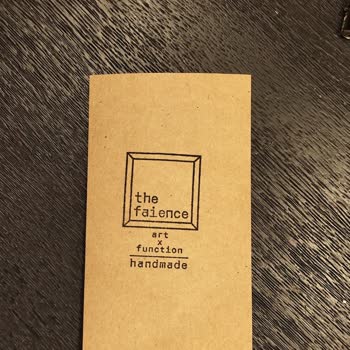 the
faience
art
x
function
handmade